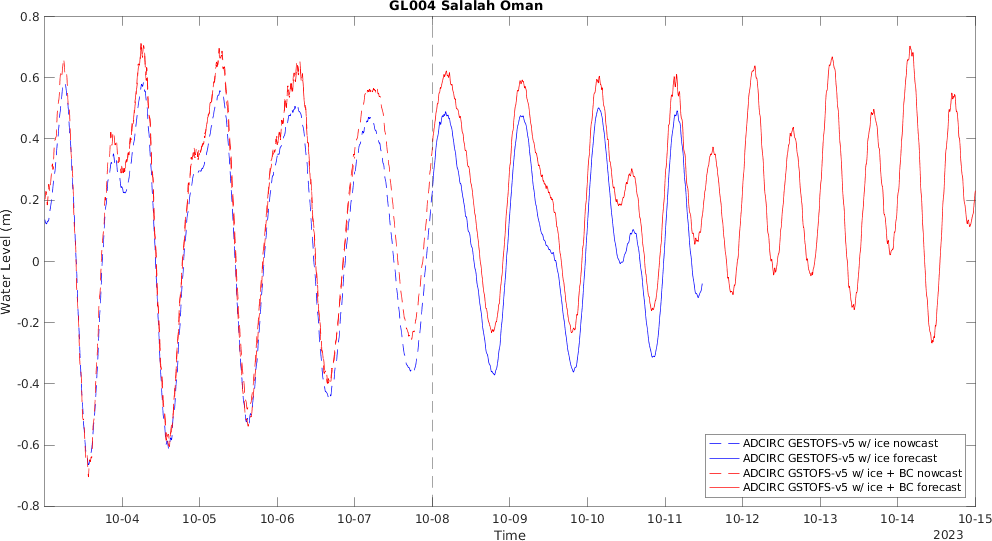 GL004 Salalah Oman
0.8
0.6
0.4
0.2
0
-0.2
-0.4
-0.6
-0.8
Water Level (m)
ADCIRC GESTOFS-v5 w/ ice nowcast
ADCIRC GESTOFS-v5 w/ ice forecast
ADCIRC GSTOFS-v5 w/ ice + BC nowcast
ADCIRC GSTOFS-v5 w/ ice + BC forecast
10-04 10-05 10-06 10-07 10-08 10-09 10-10 10-11 10-12 10-13 10-14 10-15
Time
2023